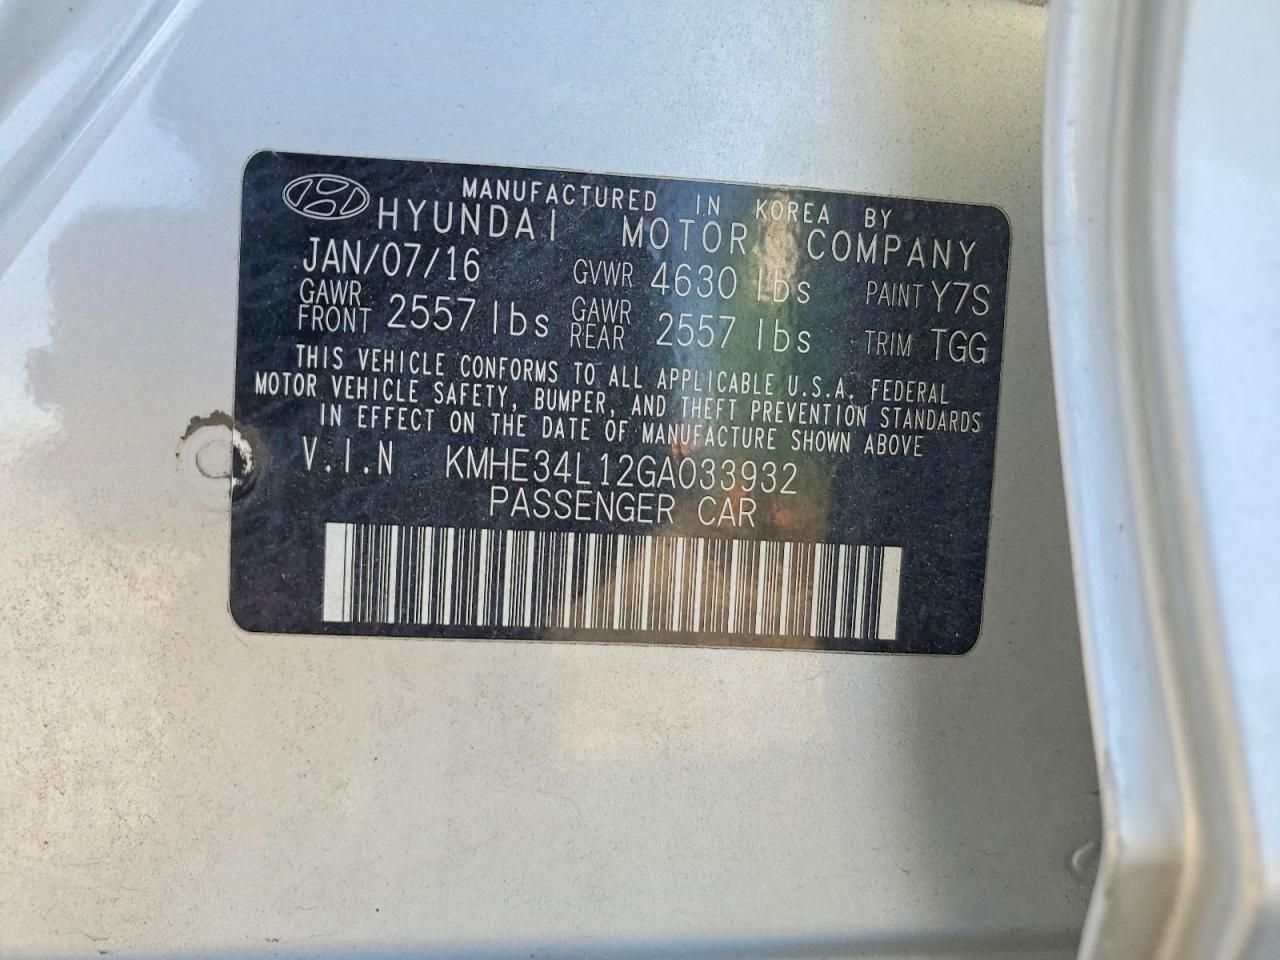 MANUFACTURED IN KOREA BY
HYUNDAI MOTOR COMPANY
JAN/07/16 GVWR 4630 lbs PAINT Y7S
GAWR FRONT 2557 lbs GAWR REAR 2557 lbs TRIM TGG
THIS VEHICLE CONFORMS TO ALL APPLICABLE U.S.A. FEDERAL
MOTOR VEHICLE SAFETY, BUMPER, AND THEFT PREVENTION STANDARDS
IN EFFECT ON THE DATE OF MANUFACTURE SHOWN ABOVE
V.I.N KMHE34L12GA033932
PASSENGER CAR